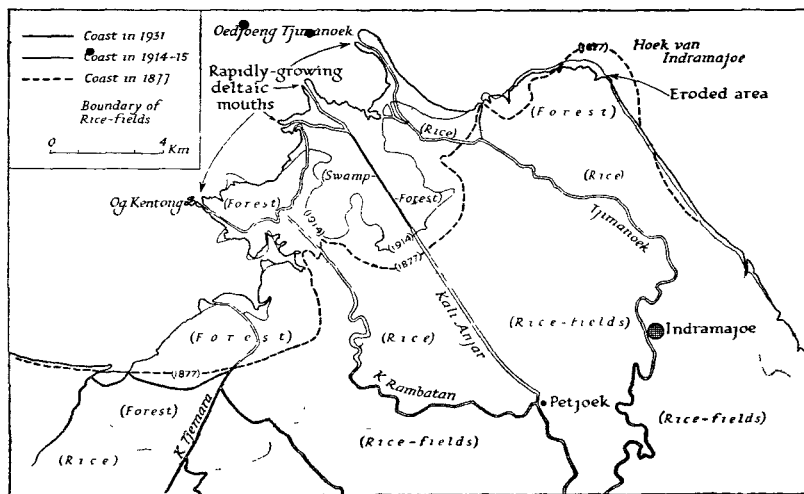 Coast in 1931
Coast in 1914-15
Coast in 1877
Boundary of
Rice-fields
0 4
Km
Oedjoeng Tjimanoek
Rapidly-growing
deltaic
mouths
(1877)
Hoek van
Indramajoe
Eroded area
(Forest)
(Rice)
(Rice)
(Swamp-
Forest)
Og Kentong
(Forest)
(1914)
(1914)
(1877)
Tjimanoek
Kali Anjar
(Rice-fields)
Indramajoe
(Forest)
(Rice)
(1877)
K Rambatan
Petjoek
(Forest)
K Tjemara
(Rice)
(Rice-fields)
(Rice-fields)